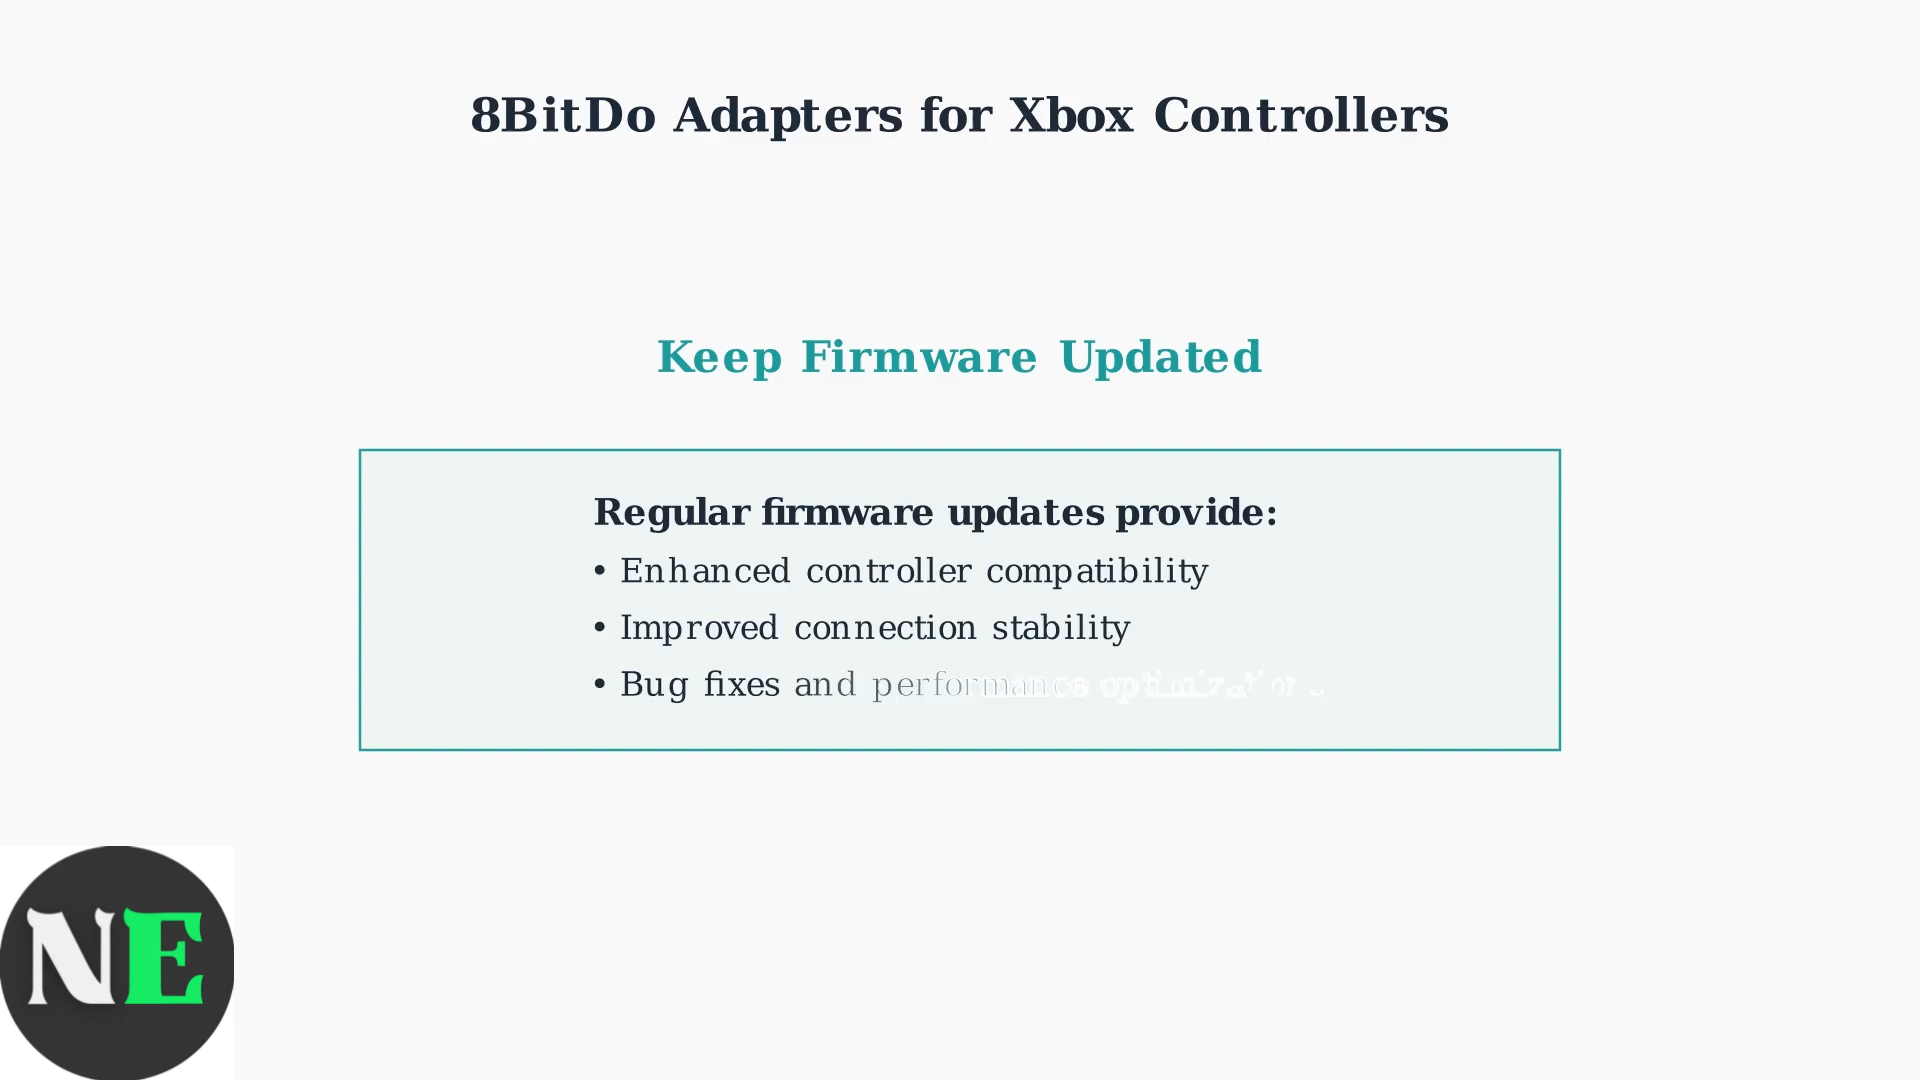 8BitDo Adapters for Xbox Controllers
Keep Firmware Updated
Regular firmware updates provide:
• Enhanced controller compatibility
• Improved connection stability
• Bug fixes and performance
NE